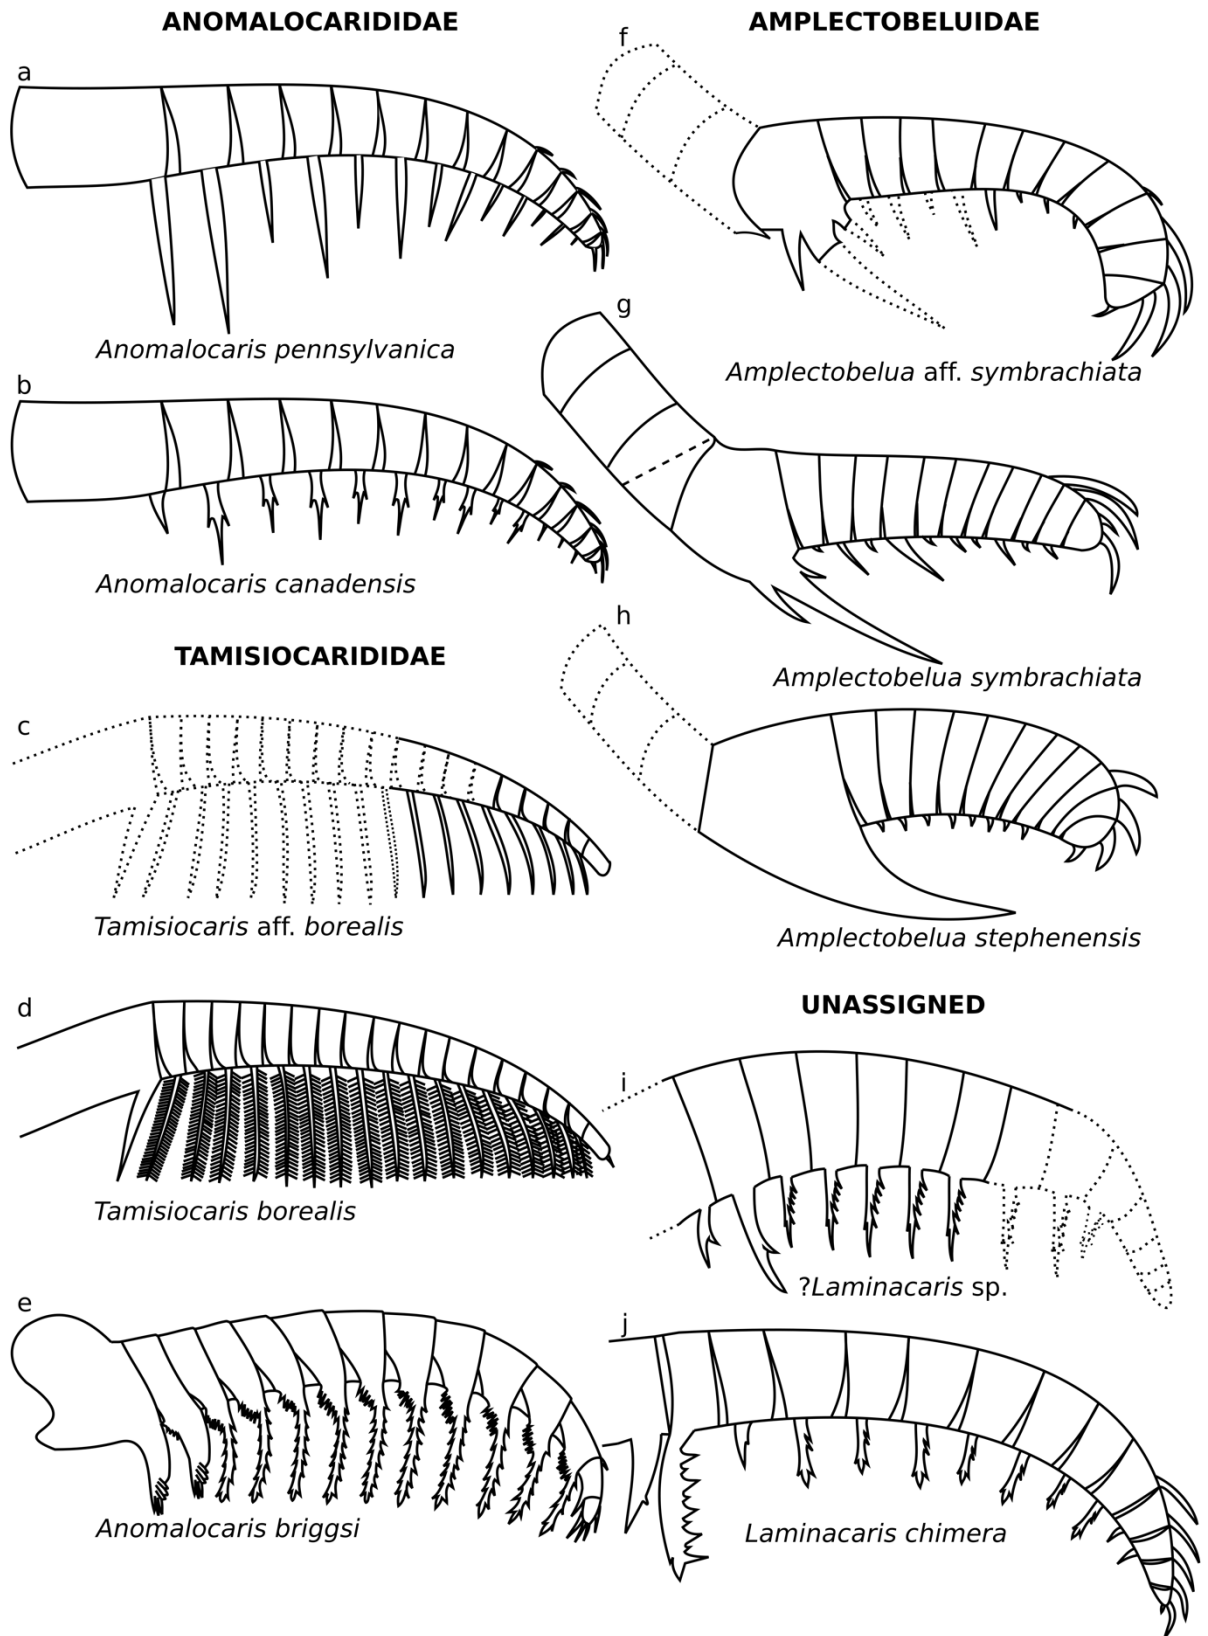 ANOMALOCARIDIDAE
a
Anomalocaris pennsylvanica
b
Anomalocaris canadensis
TAMISIOCARIDIDAE
c
Tamisiocaris aff. borealis
d
Tamisiocaris borealis
e
Anomalocaris briggsi
AMPLECTOBELUIDAE
f
Amplectobelua aff. symbrachiata
g
Amplectobelua symbrachiata
h
Amplectobelua stephenensis
UNASSIGNED
i
?Laminacaris sp.
j
Laminacaris chimera